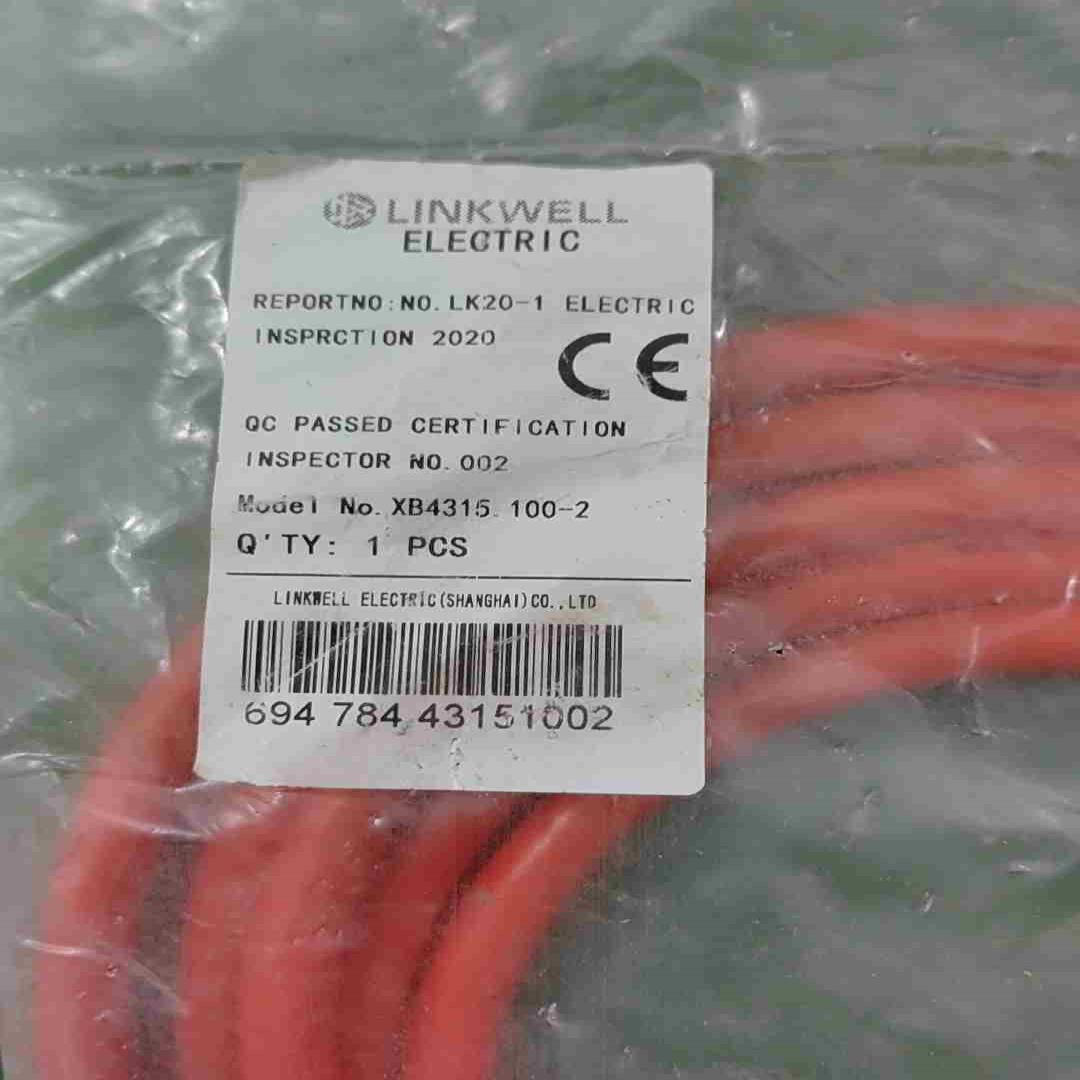 LINKWELL
ELECTRIC
REPORTNO:NO.LK20-1 ELECTRIC
INSPRCTION 2020
CE
QC PASSED CERTIFICATION
INSPECTOR NO.002
Model No.XB4315.100-2
Q'TY: 1 PCS
LINKWELL ELECTRIC(SHANGHAI)CO.,LTD
694 784 43151002